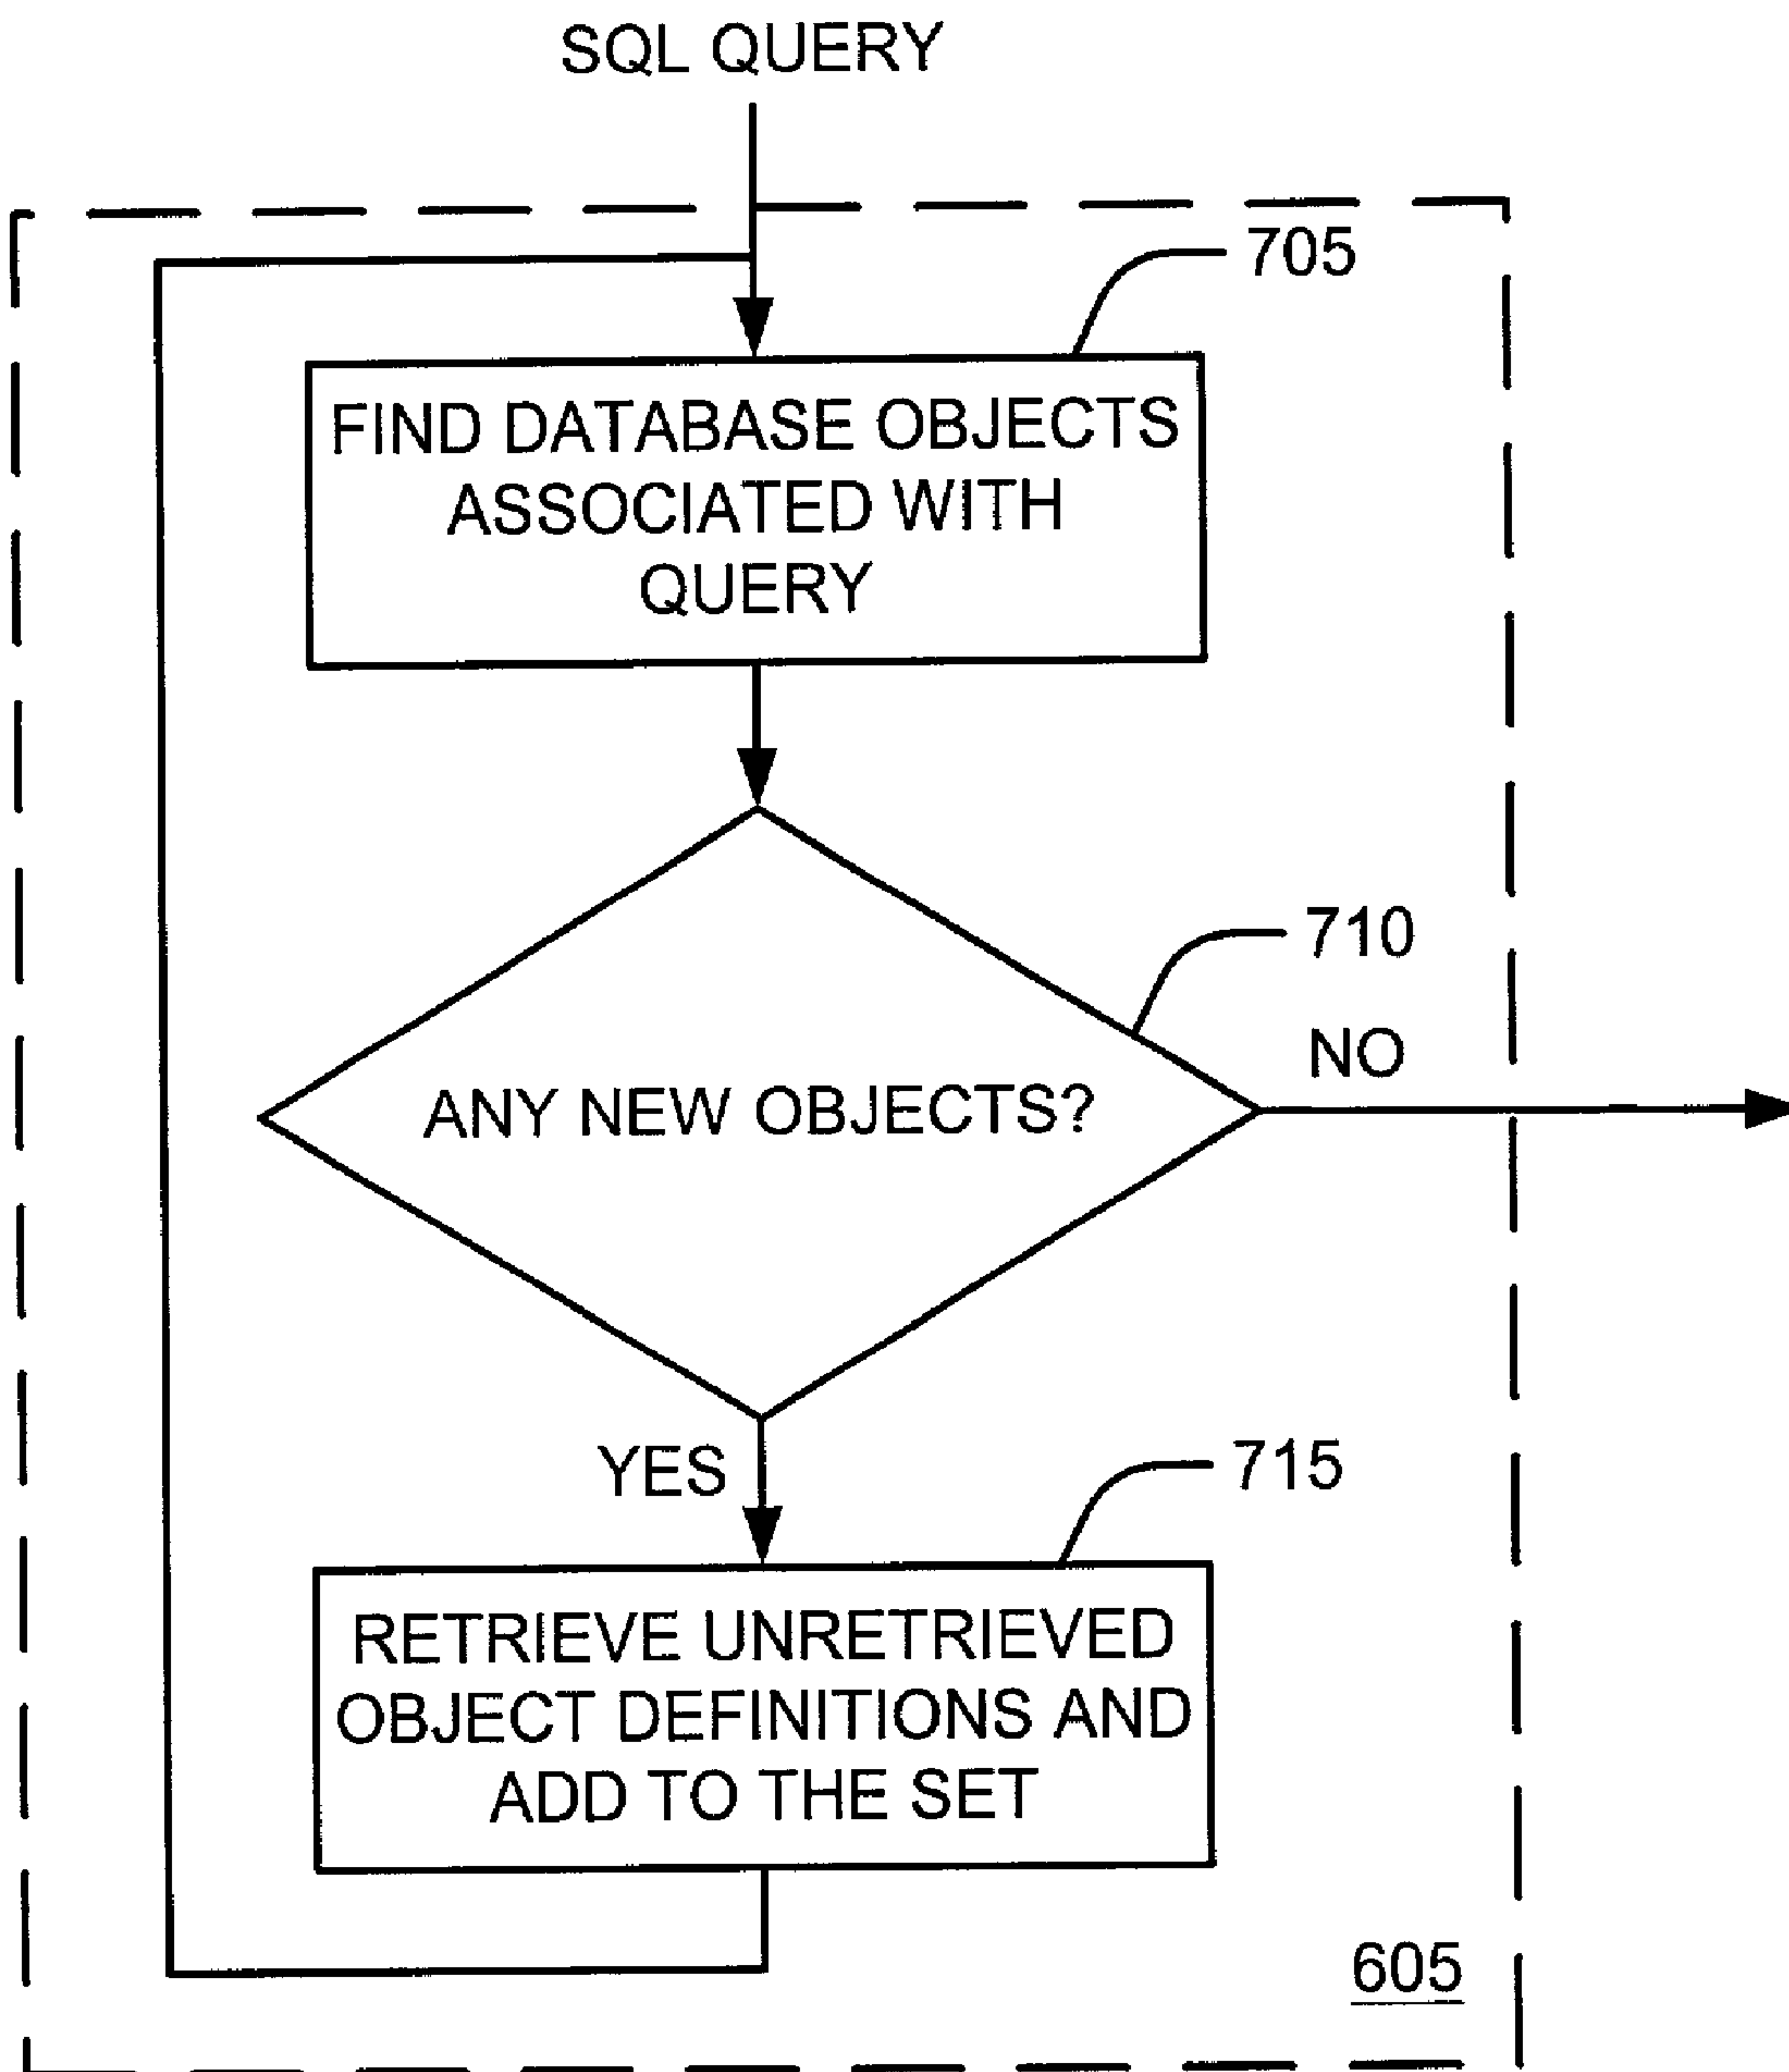 SQL QUERY
705
FIND DATABASE OBJECTS
ASSOCIATED WITH
QUERY
710
NO
ANY NEW OBJECTS?
YES
715
RETRIEVE UNRETRIEVED
OBJECT DEFINITIONS AND
ADD TO THE SET
605